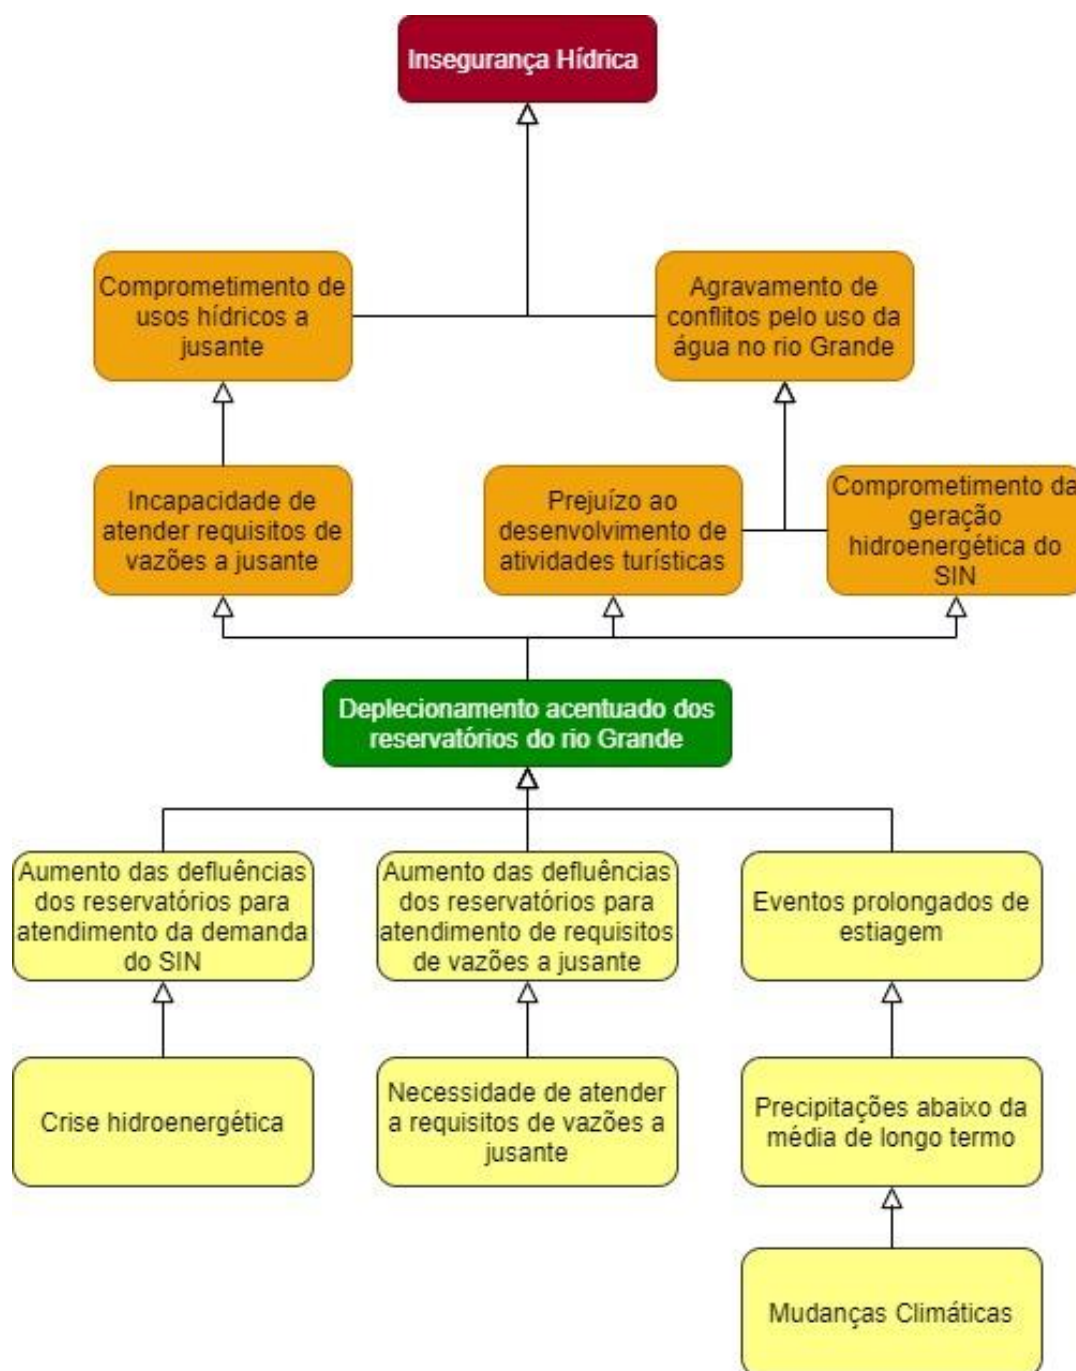 Insegurança Hídrica
Comprometimento de
usos hídricos a
jusante
Agravamento de
conflitos pelo uso da
água no rio Grande
Incapacidade de
atender requisitos de
vazões a jusante
Prejuízo ao
desenvolvimento de
atividades turísticas
Comprometimento da
geração
hidroenergética do
SIN
Deplecionamento acentuado dos
reservatórios do rio Grande
Aumento das defluências
dos reservatórios para
atendimento da demanda
do SIN
Aumento das defluências
dos reservatórios para
atendimento de requisitos
de vazões a jusante
Eventos prolongados de
estiagem
Crise hidroenergética
Necessidade de atender
a requisitos de vazões a
jusante
Precipitações abaixo da
média de longo termo
Mudanças Climáticas